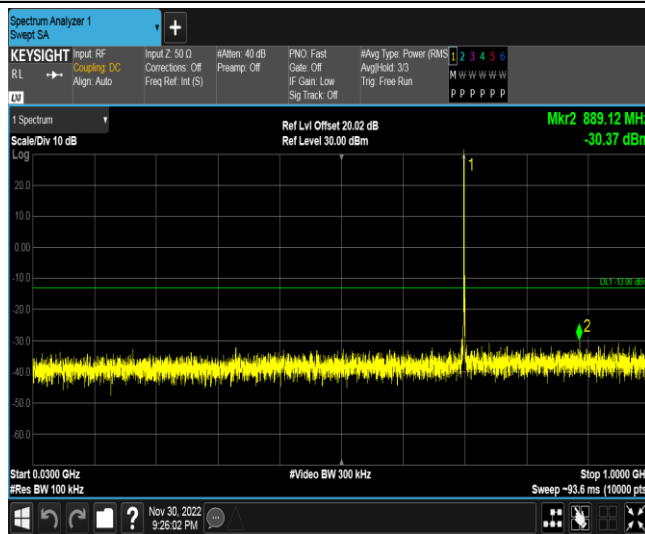 Spectrum Analyzer 1
Swept SA
+
KEYSIGHT
RL
LXI
Input: RF
Coupling: DC
Align: Auto
Input Z: 50 Ω
Corrections: Off
Freq Ref: Int (S)
#Atten: 40 dB
Preamp: Off
PNO: Fast
Gate: Off
IF Gain: Low
Sig Track: Off
#Avg Type: Power (RMS
Avg|Hold: 3/3
Trig: Free Run
1 2 3 4 5 6
M W W W W W
P P P P P P
1 Spectrum
Scale/Div 10 dB
Ref Lvl Offset 20.02 dB
Ref Level 30.00 dBm
Mkr2 889.12 MHz
-30.37 dBm
Log
1
20.0
10.0
0.00
-10.0
DL1 -13.00 dB
-20.0
2
-30.0
-40.0
-50.0
-60.0
Start 0.0300 GHz
#Res BW 100 kHz
#Video BW 300 kHz
Stop 1.0000 GH
Sweep ~93.6 ms (10000 pts
?
Nov 30, 2022
9:26:02 PM